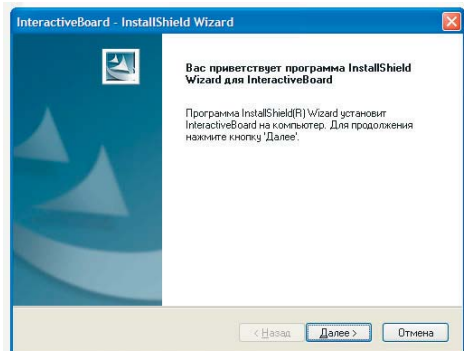 InteractiveBoard - InstallShield Wizard
Вас приветствует программа InstallShield
Wizard для InteractiveBoard
Программа InstallShield(R) Wizard установит
InteractiveBoard на компьютер. Для продолжения
нажмите кнопку 'Далее'.
< Назад Далее > Отмена